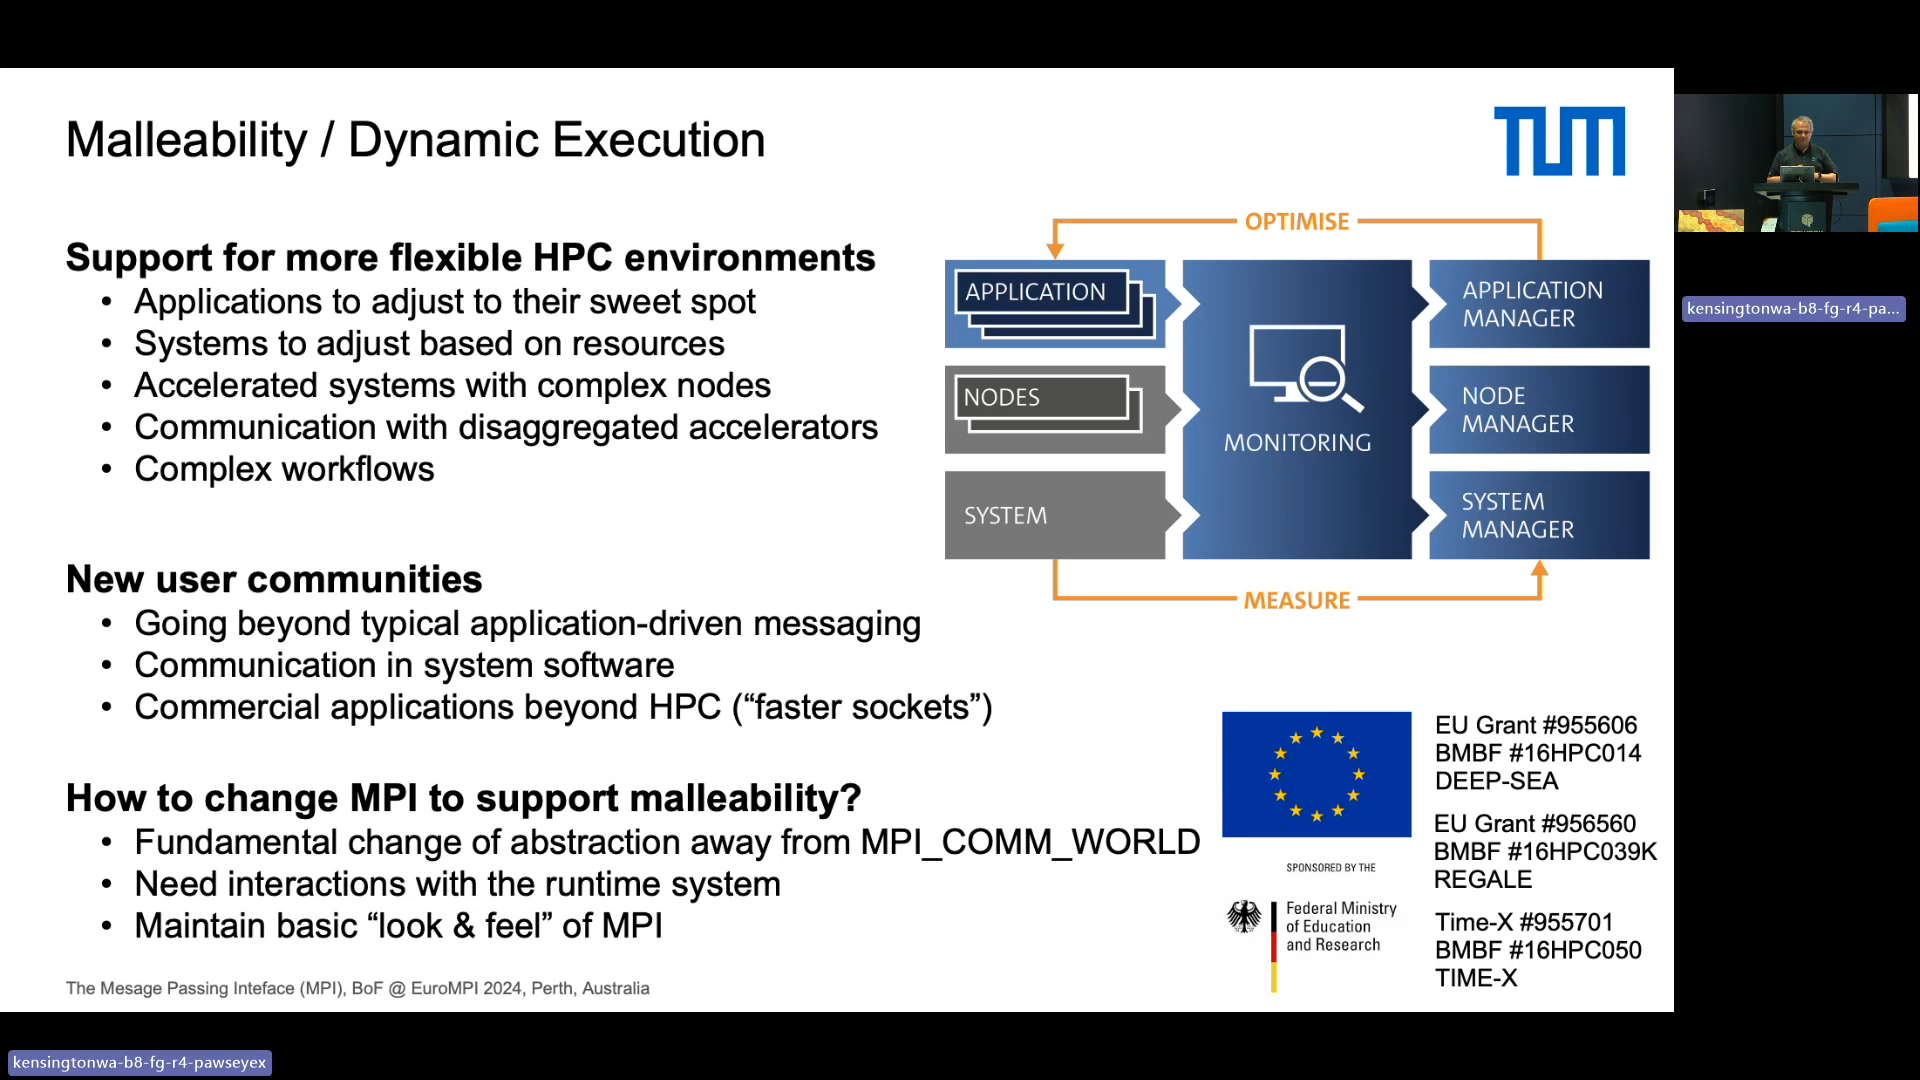 Malleability / Dynamic Execution
TUM
Support for more flexible HPC environments
• Applications to adjust to their sweet spot
• Systems to adjust based on resources
• Accelerated systems with complex nodes
• Communication with disaggregated accelerators
• Complex workflows
New user communities
• Going beyond typical application-driven messaging
• Communication in system software
• Commercial applications beyond HPC (“faster sockets”)
How to change MPI to support malleability?
• Fundamental change of abstraction away from MPI_COMM_WORLD
• Need interactions with the runtime system
• Maintain basic “look & feel” of MPI
The Mesage Passing Inteface (MPI), BoF @ EuroMPI 2024, Perth, Australia
OPTIMISE
APPLICATION
NODES
SYSTEM
MONITORING
APPLICATION
MANAGER
NODE
MANAGER
SYSTEM
MANAGER
MEASURE
SPONSORED BY THE
Federal Ministry
of Education
and Research
EU Grant #955606
BMBF #16HPC014
DEEP-SEA
EU Grant #956560
BMBF #16HPC039K
REGALE
Time-X #955701
BMBF #16HPC050
TIME-X
kensingtonwa-b8-fg-r4-pa...
kensingtonwa-b8-fg-r4-pawseyex